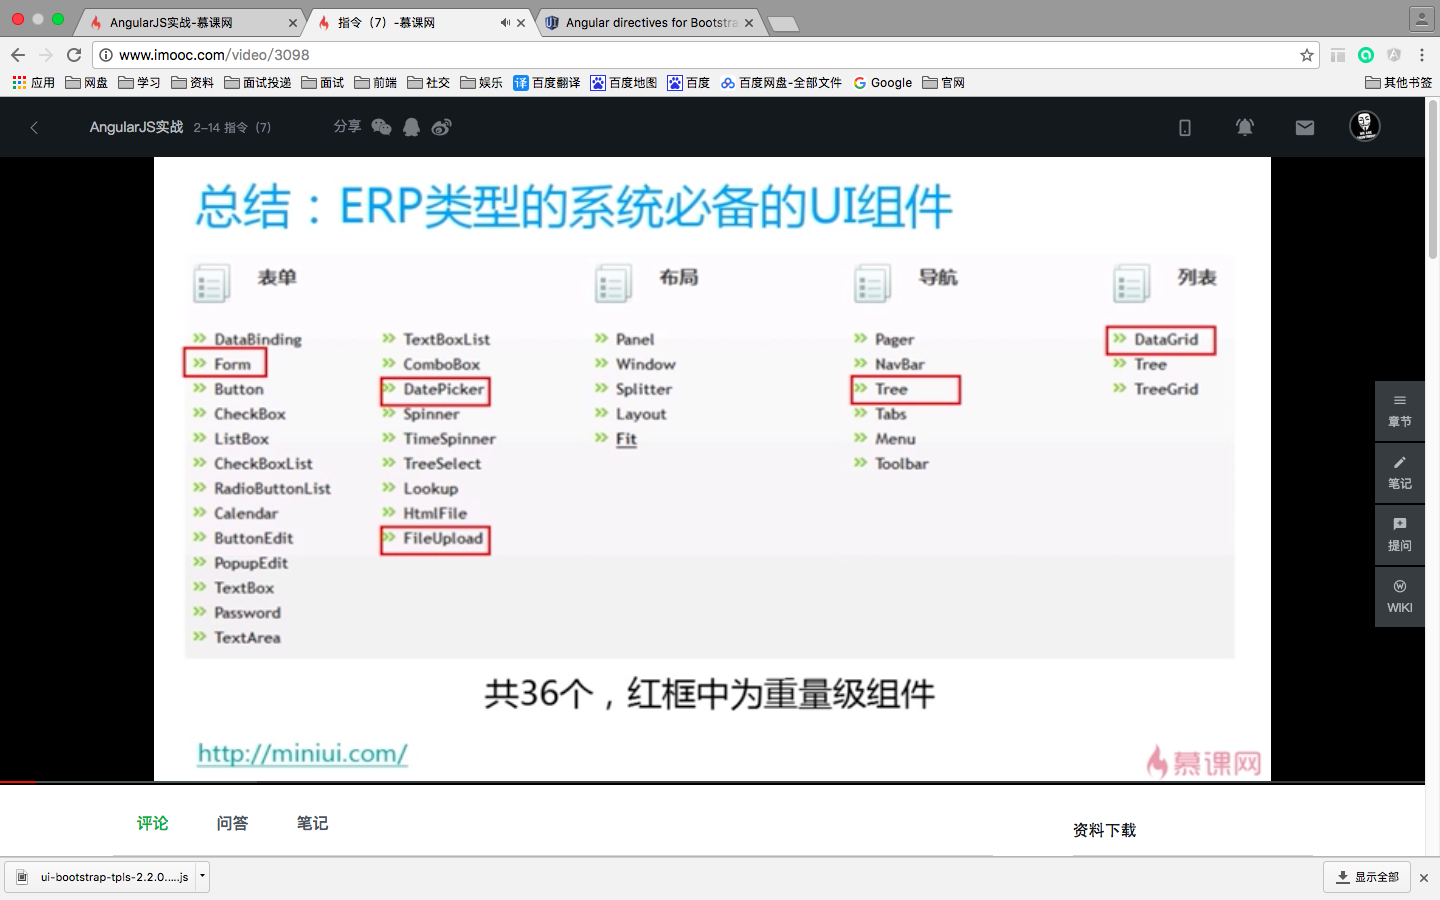 AngularJS实战-慕课网
指令（7）-慕课网
Angular directives for Bootstra
www.imooc.com/video/3098
应用 网盘 学习 资料 面试投递 面试 前端 社交 娱乐 百度翻译 百度地图 百度 百度网盘-全部文件 Google 官网 其他书签
AngularJS实战 2-14 指令 (7) 分享
总结：ERP类型的系统必备的UI组件
表单
DataBinding
Form
Button
CheckBox
ListBox
CheckBoxList
RadioButtonList
Calendar
ButtonEdit
PopupEdit
TextBox
Password
TextArea
TextBoxList
ComboBox
DatePicker
Spinner
TimeSpinner
TreeSelect
Lookup
HtmlFile
FileUpload
布局
Panel
Window
Splitter
Layout
Fit
导航
Pager
NavBar
Tree
Tabs
Menu
Toolbar
列表
DataGrid
Tree
TreeGrid
共36个，红框中为重量级组件
http://miniui.com/
慕课网
章节
笔记
提问
WIKI
评论 问答 笔记
资料下载
ui-bootstrap-tpls-2.2.0.....js
显示全部